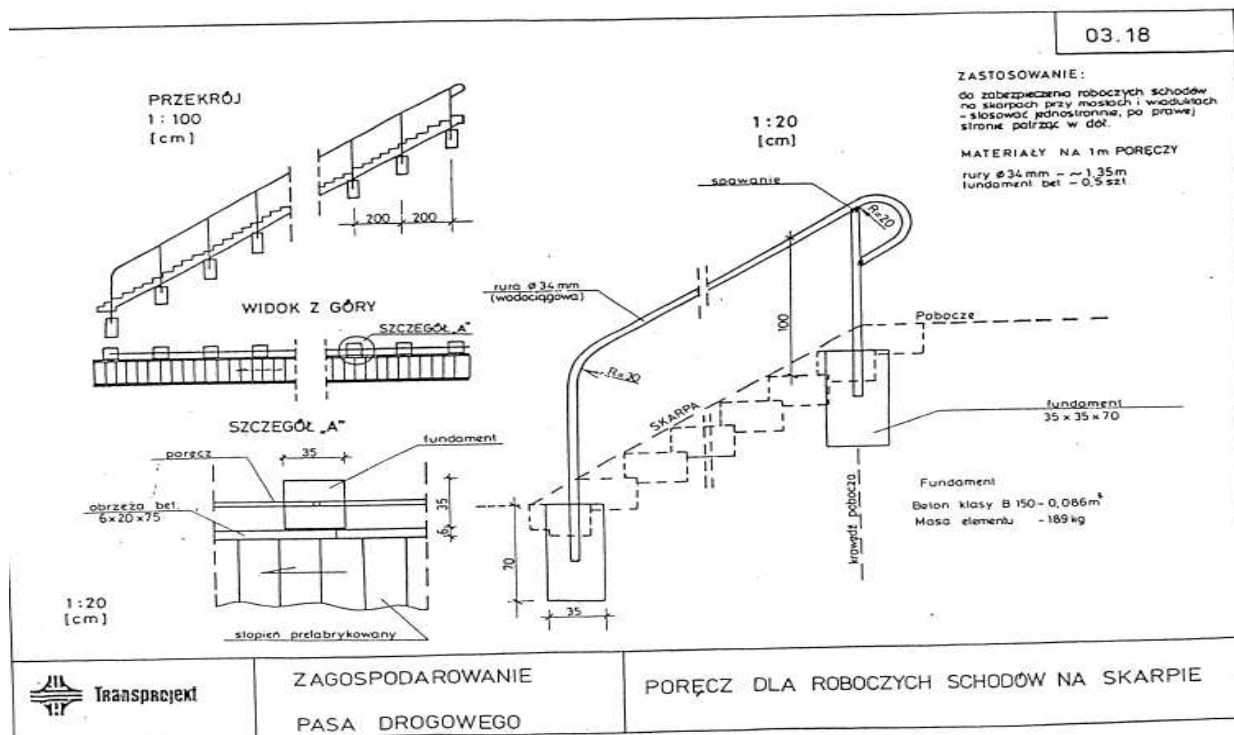 03.18
PRZEKRÓJ
1 : 100
[cm]
200
200
WIDOK Z GÓRY
SZCZEGÓŁ „A"
SZCZEGÓŁ „A"
35
fundament
poręcz
obrzeża bet.
6x20x75
35
6
1:20
[cm]
stopień prefabrykowany
1:20
[cm]
spawanie
R=20
rura ø 34 mm
(wodociągowa)
100
Pobocze
R=30
SKARPA
fundament
35 x 35 x 70
70
35
krawędź pobocza
ZASTOSOWANIE:
do zabezpieczenia roboczych schodów
na skarpach przy mostach i wiaduktach
- stosować jednostronnie, po prawej
stronie patrząc w dół.
MATERIAŁY NA 1m PORĘCZY
rury ø 34 mm - ~ 1,35m
fundament bet - 0,5 szt.
Fundament
Beton klasy B 150 - 0,086m³
Masa elementu - 189 kg
Transprojekt
ZAGOSPODAROWANIE
PASA DROGOWEGO
PORĘCZ DLA ROBOCZYCH SCHODÓW NA SKARPIE